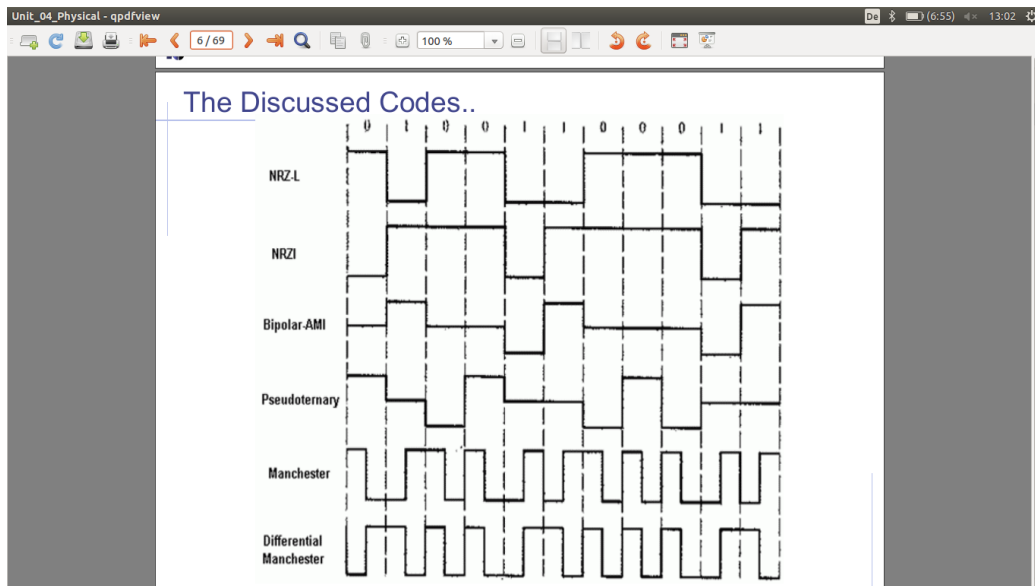 Unit_04_Physical - qpdfview
De (6:55) 13:02
6 / 69 100 %
The Discussed Codes..
0 1 0 0 1 1 0 0 0 1 1
NRZ-L
NRZI
Bipolar-AMI
Pseudoternary
Manchester
Differential
Manchester